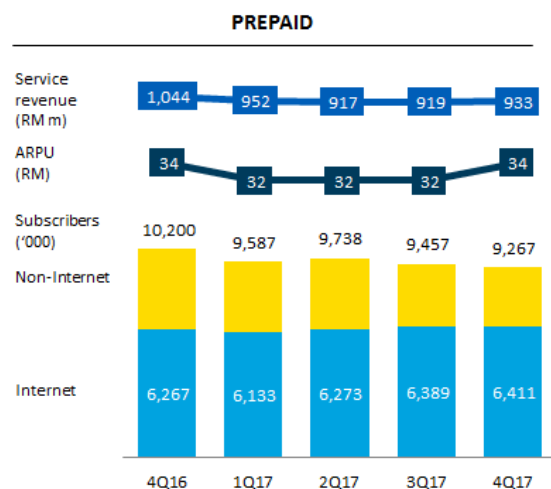 PREPAID
Service
revenue
(RM m)
1,044 952 917 919 933
ARPU
(RM)
34 32 32 32 34
Subscribers
('000)
10,200 9,587 9,738 9,457 9,267
Non-Internet
Internet
6,267 6,133 6,273 6,389 6,411
4Q16 1Q17 2Q17 3Q17 4Q17